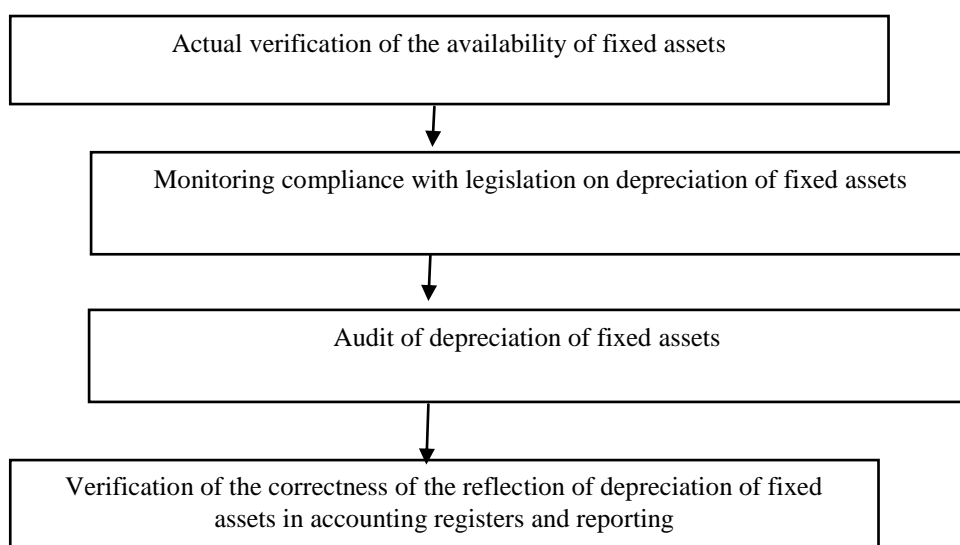 Actual verification of the availability of fixed assets
Monitoring compliance with legislation on depreciation of fixed assets
Audit of depreciation of fixed assets
Verification of the correctness of the reflection of depreciation of fixed
assets in accounting registers and reporting